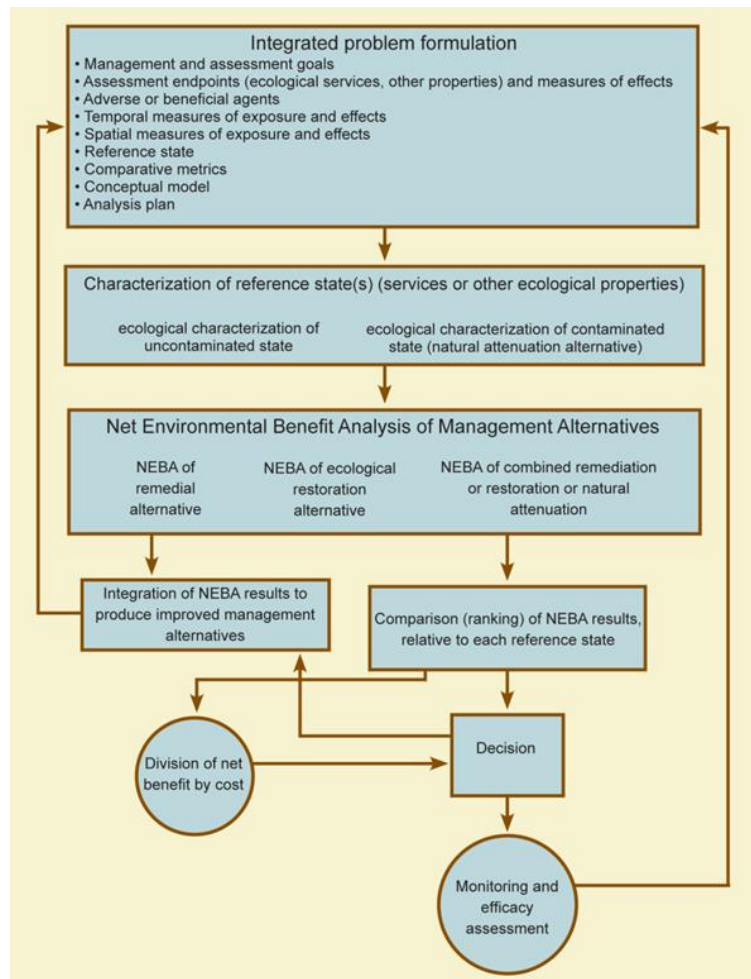 Integrated problem formulation
• Management and assessment goals
• Assessment endpoints (ecological services, other properties) and measures of effects
• Adverse or beneficial agents
• Temporal measures of exposure and effects
• Spatial measures of exposure and effects
• Reference state
• Comparative metrics
• Conceptual model
• Analysis plan
Characterization of reference state(s) (services or other ecological properties)
ecological characterization of
uncontaminated state
ecological characterization of contaminated
state (natural attenuation alternative)
Net Environmental Benefit Analysis of Management Alternatives
NEBA of
remedial
alternative
NEBA of ecological
restoration
alternative
NEBA of combined remediation
or restoration or natural
attenuation
Integration of NEBA results to
produce improved management
alternatives
Comparison (ranking) of NEBA results,
relative to each reference state
Division of net
benefit by cost
Decision
Monitoring and
efficacy
assessment